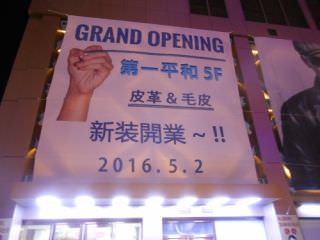 GRAND OPENING
第一平和 5F
皮革 & 毛皮
新装開業 ~ !!
2016.5.2